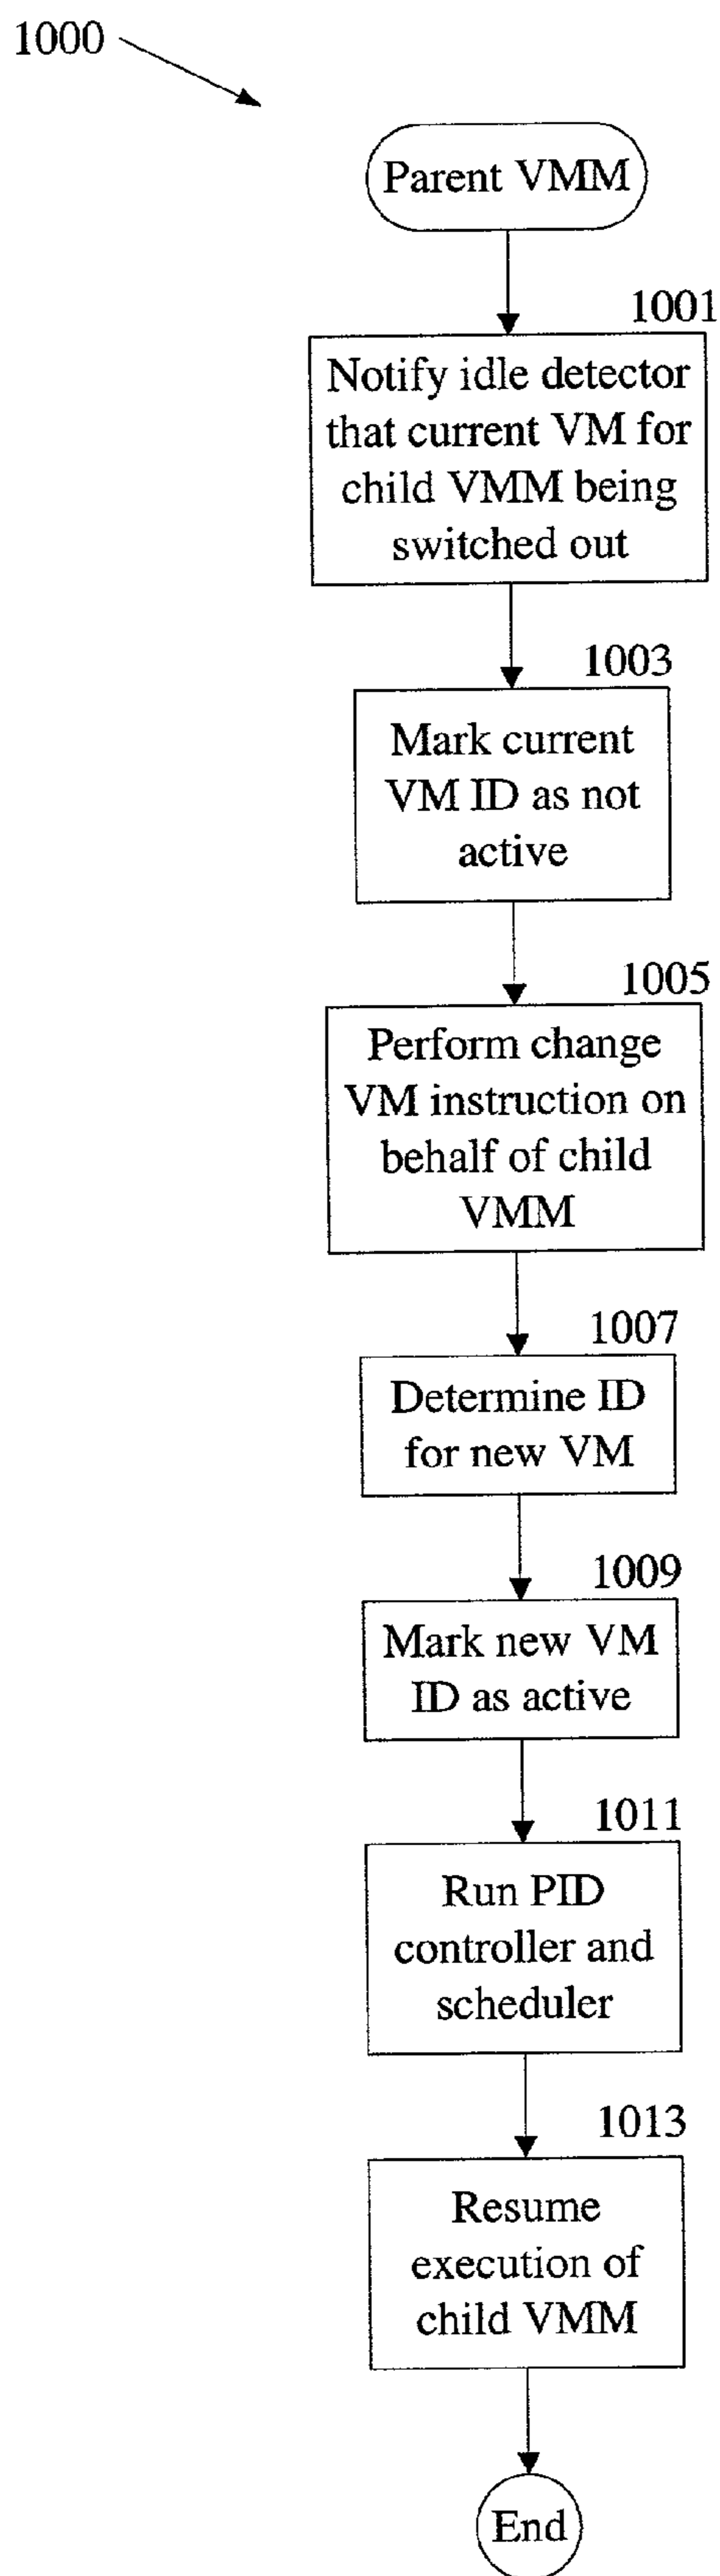 1000
Parent VMM
1001
Notify idle detector
that current VM for
child VMM being
switched out
1003
Mark current
VM ID as not
active
1005
Perform change
VM instruction on
behalf of child
VMM
1007
Determine ID
for new VM
1009
Mark new VM
ID as active
1011
Run PID
controller and
scheduler
1013
Resume
execution of
child VMM
End